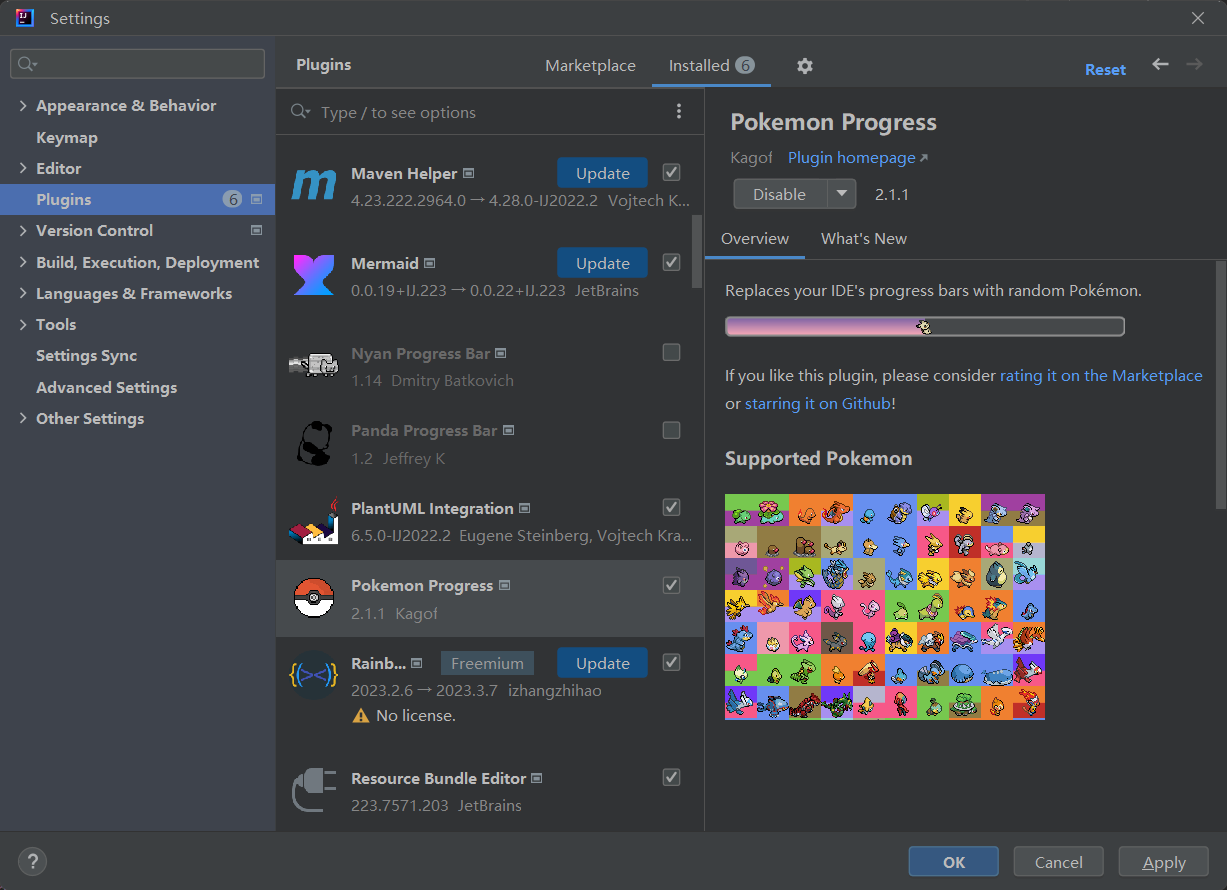 Settings
Appearance & Behavior
Keymap
Editor
Plugins 6
Version Control
Build, Execution, Deployment
Languages & Frameworks
Tools
Settings Sync
Advanced Settings
Other Settings
Plugins Marketplace Installed 6 Reset
Type / to see options
Maven Helper Update
4.23.222.2964.0 → 4.28.0-IJ2022.2 Vojtech K...
Mermaid Update
0.0.19+IJ.223 → 0.0.22+IJ.223 JetBrains
Nyan Progress Bar
1.14 Dmitry Batkovich
Panda Progress Bar
1.2 Jeffrey K
PlantUML Integration
6.5.0-IJ2022.2 Eugene Steinberg, Vojtech Kra...
Pokemon Progress
2.1.1 Kagof
Rainb... Freemium Update
2023.2.6 → 2023.3.7 izhangzhihao
No license.
Resource Bundle Editor
223.7571.203 JetBrains
Pokemon Progress
Kagof Plugin homepage ↗
Disable 2.1.1
Overview What's New
Replaces your IDE's progress bars with random Pokémon.
If you like this plugin, please consider rating it on the Marketplace
or starring it on Github!
Supported Pokemon
? OK Cancel Apply